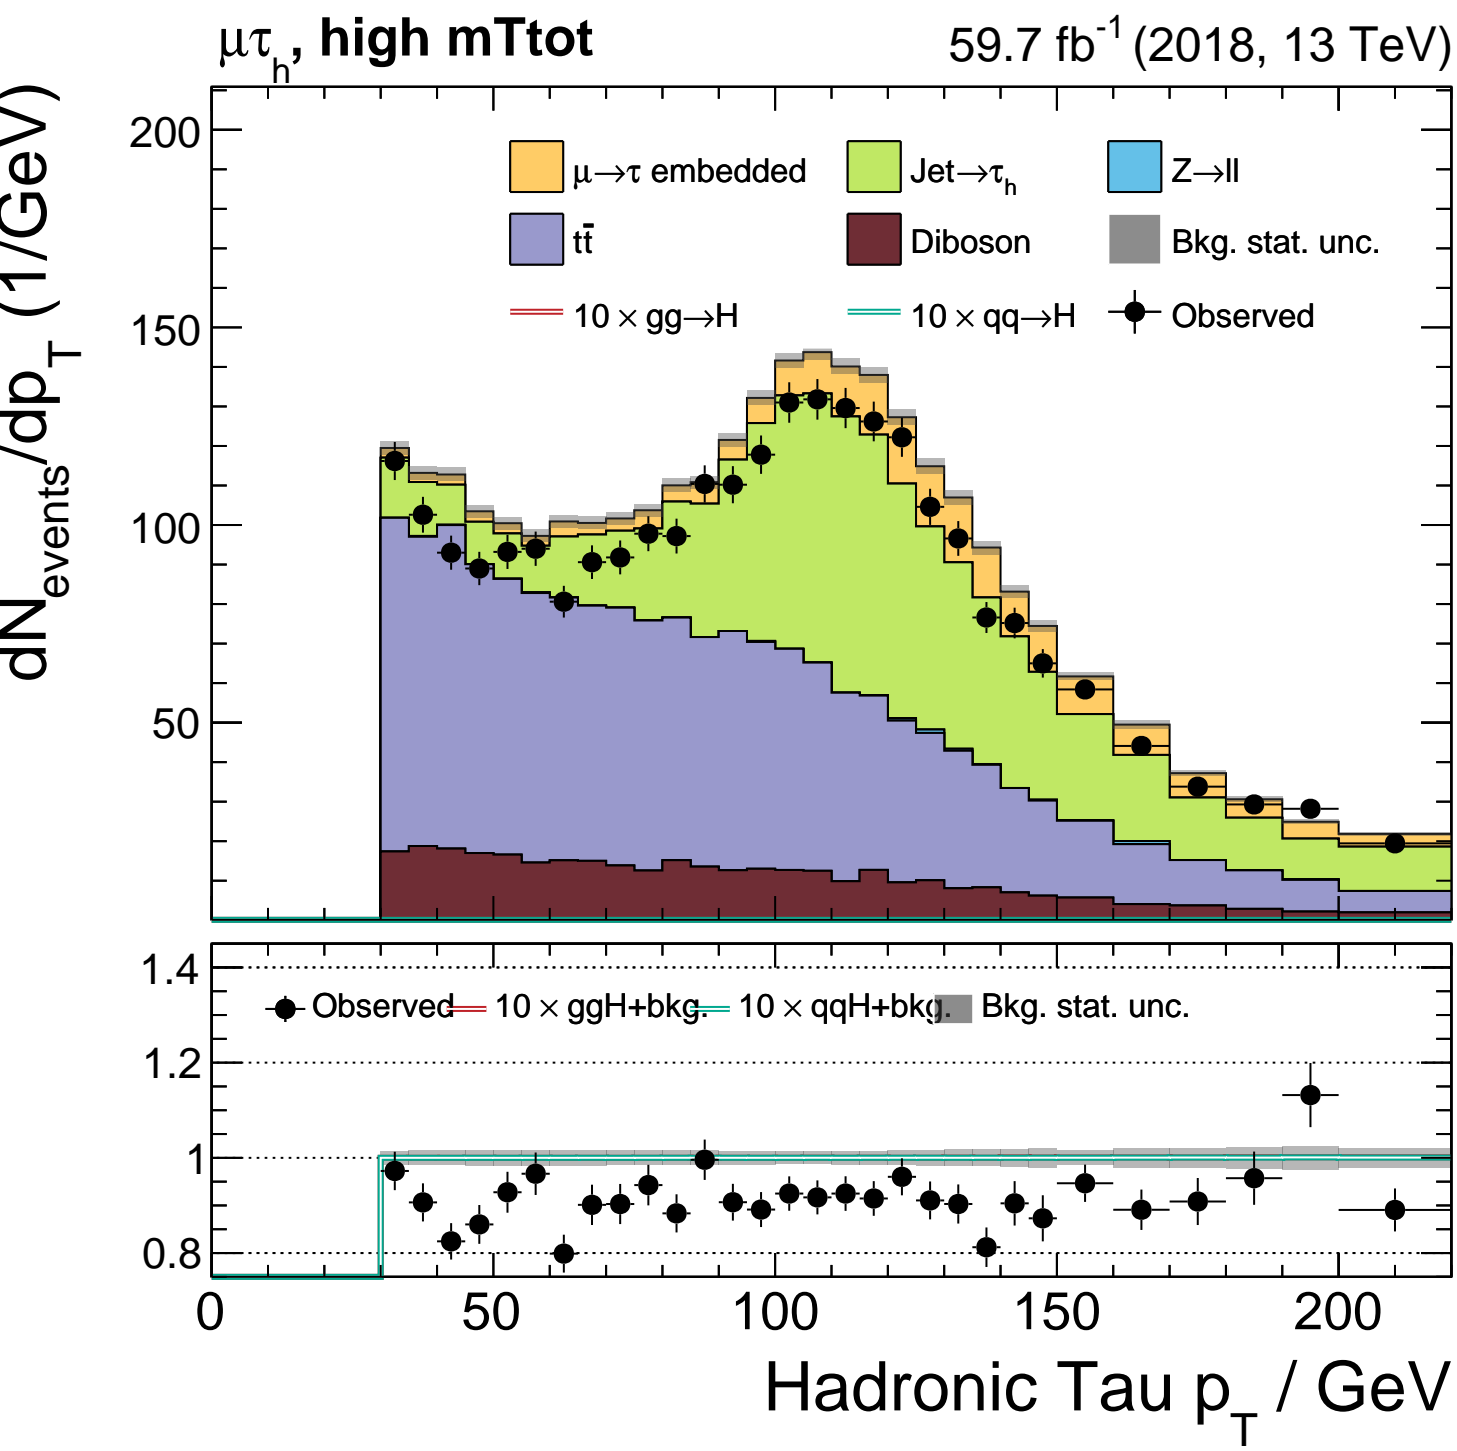 μτh, high mTtot 59.7 fb-1 (2018, 13 TeV)
dNevents/dpT (1/GeV)
200
150
100
50
μ→τ embedded Jet→τh Z→ll
tt̄ Diboson Bkg. stat. unc.
10 × gg→H 10 × qq→H Observed
1.4
1.2
1
0.8
Observed 10 × ggH+bkg. 10 × qqH+bkg. Bkg. stat. unc.
0 50 100 150 200
Hadronic Tau pT / GeV